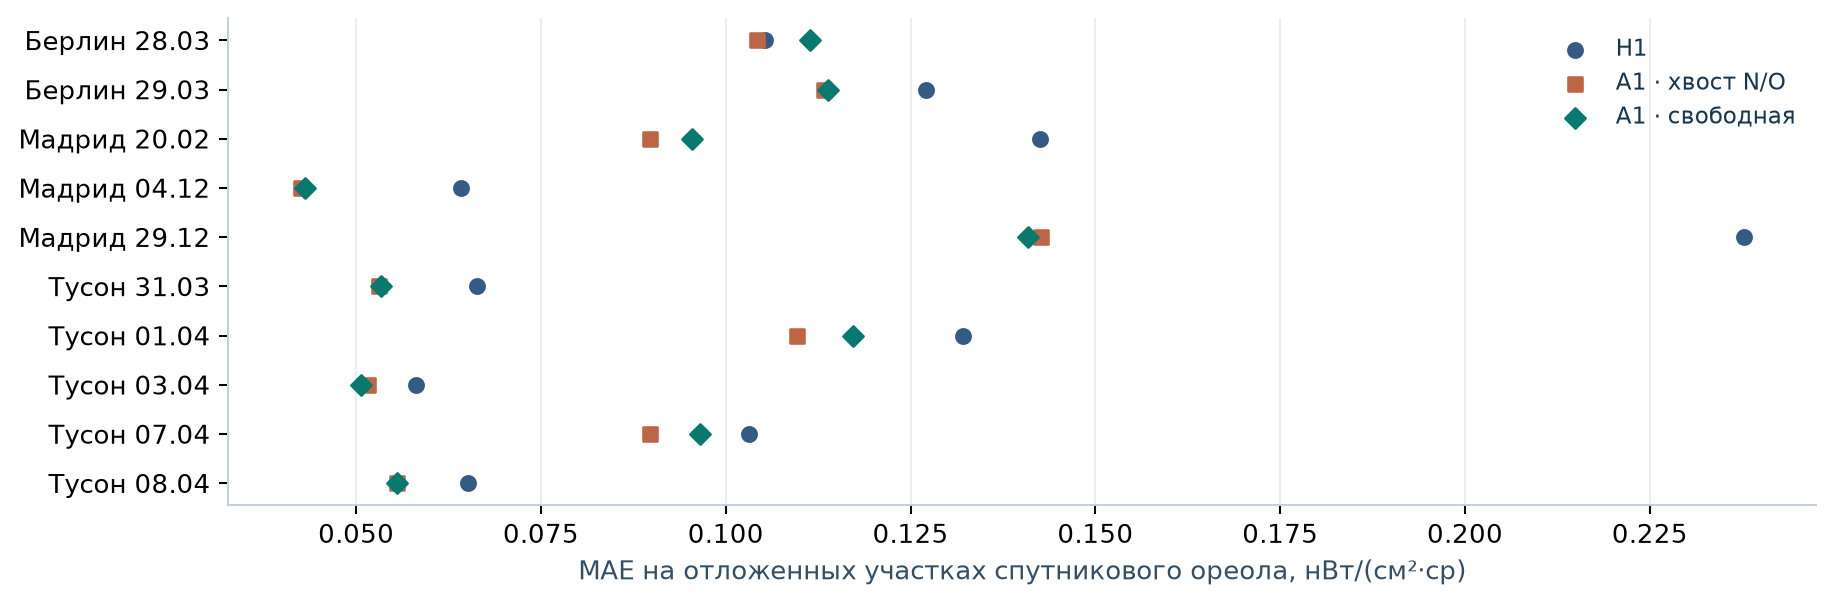 Берлин 28.03
Берлин 29.03
Мадрид 20.02
Мадрид 04.12
Мадрид 29.12
Тусон 31.03
Тусон 01.04
Тусон 03.04
Тусон 07.04
Тусон 08.04
H1
A1 · хвост N/O
A1 · свободная
0.050 0.075 0.100 0.125 0.150 0.175 0.200 0.225
MAE на отложенных участках спутникового ореола, нВт/(см²·ср)